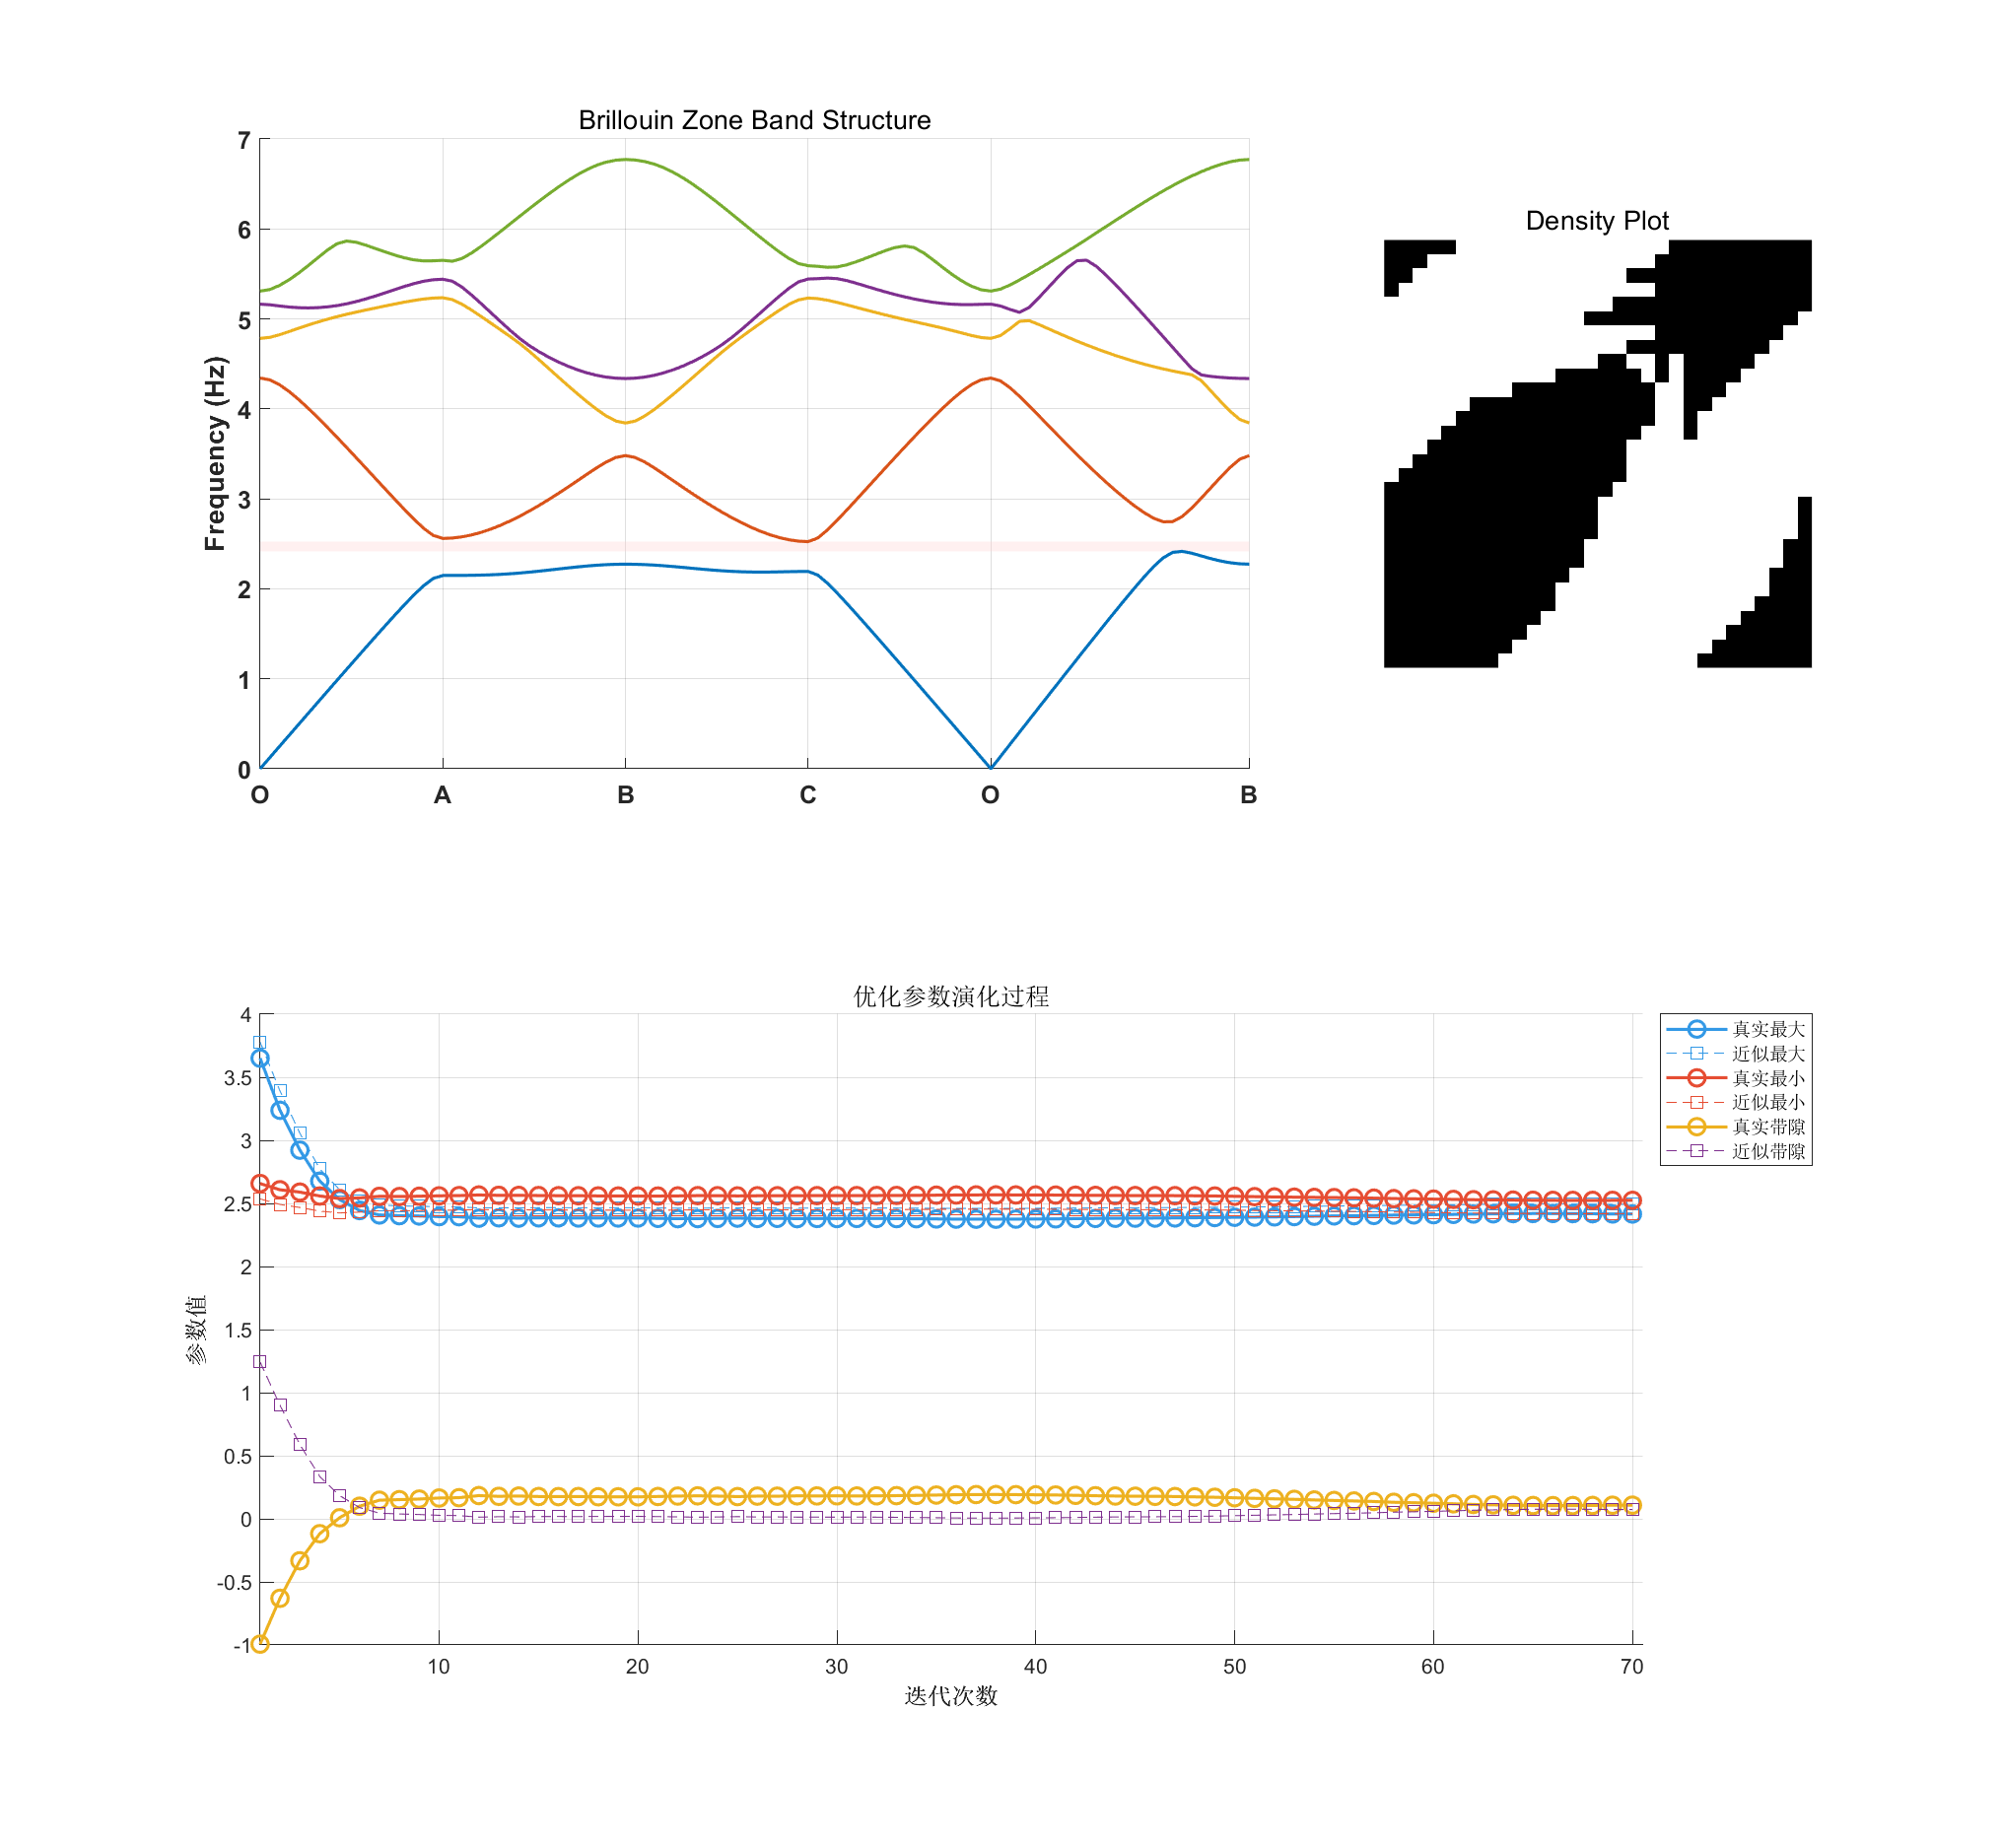 Brillouin Zone Band Structure
7
6
5
4
3
2
1
0
Frequency (Hz)
O A B C O B
Density Plot
优化参数演化过程
4
3.5
3
2.5
2
1.5
1
0.5
0
-0.5
-1
参数值
10 20 30 40 50 60 70
迭代次数
真实最大
近似最大
真实最小
近似最小
真实带隙
近似带隙